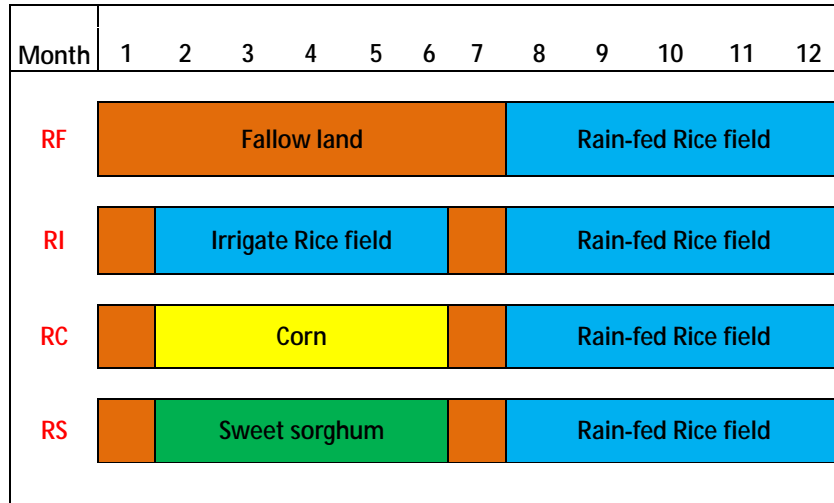 Month 1 2 3 4 5 6 7 8 9 10 11 12
RF Fallow land Rain-fed Rice field
RI Irrigate Rice field Rain-fed Rice field
RC Corn Rain-fed Rice field
RS Sweet sorghum Rain-fed Rice field